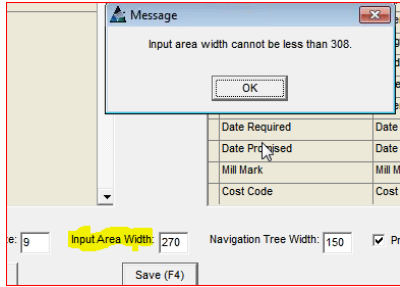 Message
Input area width cannot be less than 308.
OK
Date Required Date
Date Promised Date
Mill Mark Mill M
Cost Code Cost
e: 9 Input Area Width: 270 Navigation Tree Width: 150 Pr
Save (F4)